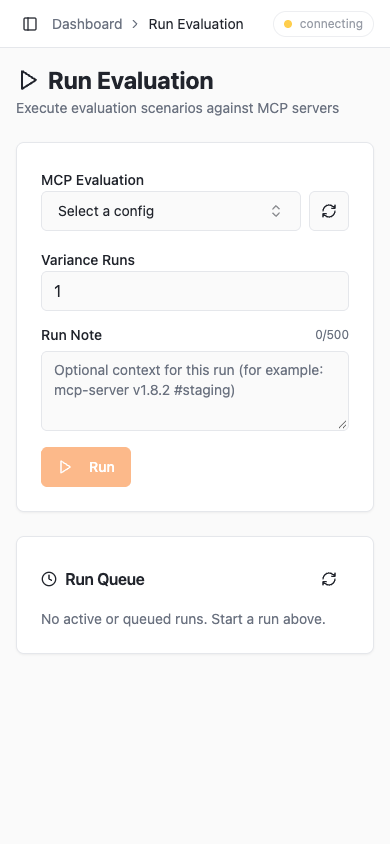 Dashboard > Run Evaluation
connecting
Run Evaluation
Execute evaluation scenarios against MCP servers
MCP Evaluation
Select a config
Variance Runs
1
Run Note
0/500
Optional context for this run (for example:
mcp-server v1.8.2 #staging)
Run
Run Queue
No active or queued runs. Start a run above.